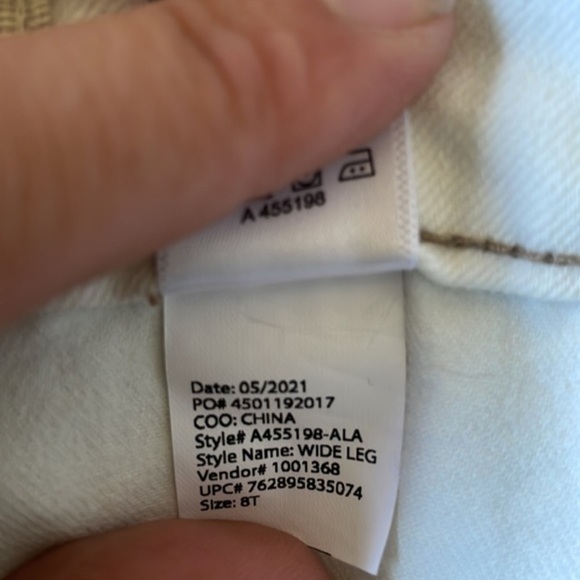 A 455198
Date: 05/2021
PO# 4501192017
COO: CHINA
Style# A455198-ALA
Style Name: WIDE LEG
Vendor# 1001368
UPC# 762895835074
Size: 8T